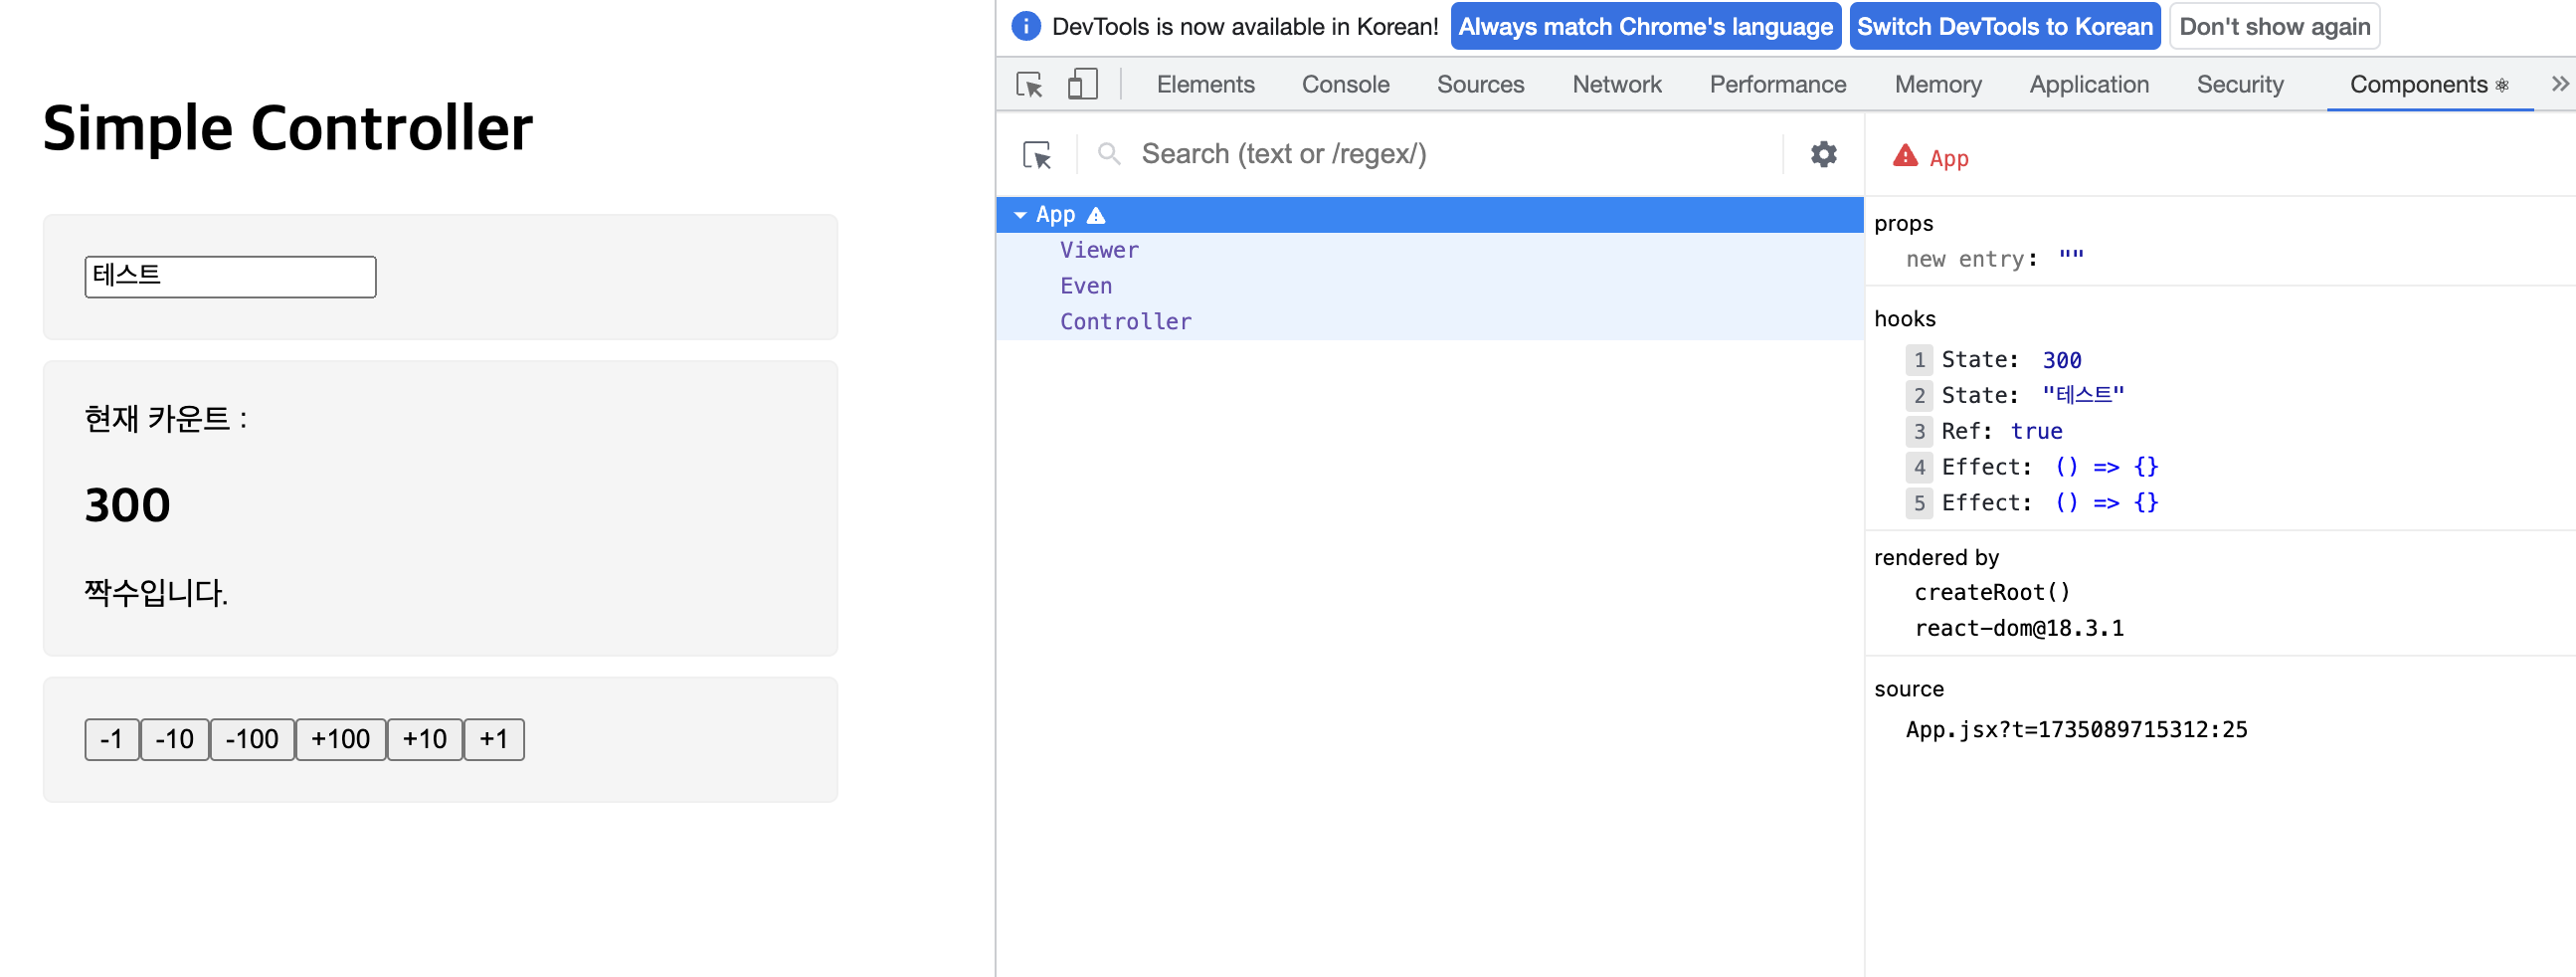 Simple Controller
테스트
현재 카운트 :
300
짝수입니다.
-1 -10 -100 +100 +10 +1
DevTools is now available in Korean! Always match Chrome's language Switch DevTools to Korean Don't show again
Elements Console Sources Network Performance Memory Application Security Components ⚛ »
Search (text or /regex/)
App
Viewer
Even
Controller
App
props
new entry: ""
hooks
1 State: 300
2 State: "테스트"
3 Ref: true
4 Effect: () => {}
5 Effect: () => {}
rendered by
createRoot()
react-dom@18.3.1
source
App.jsx?t=1735089715312:25